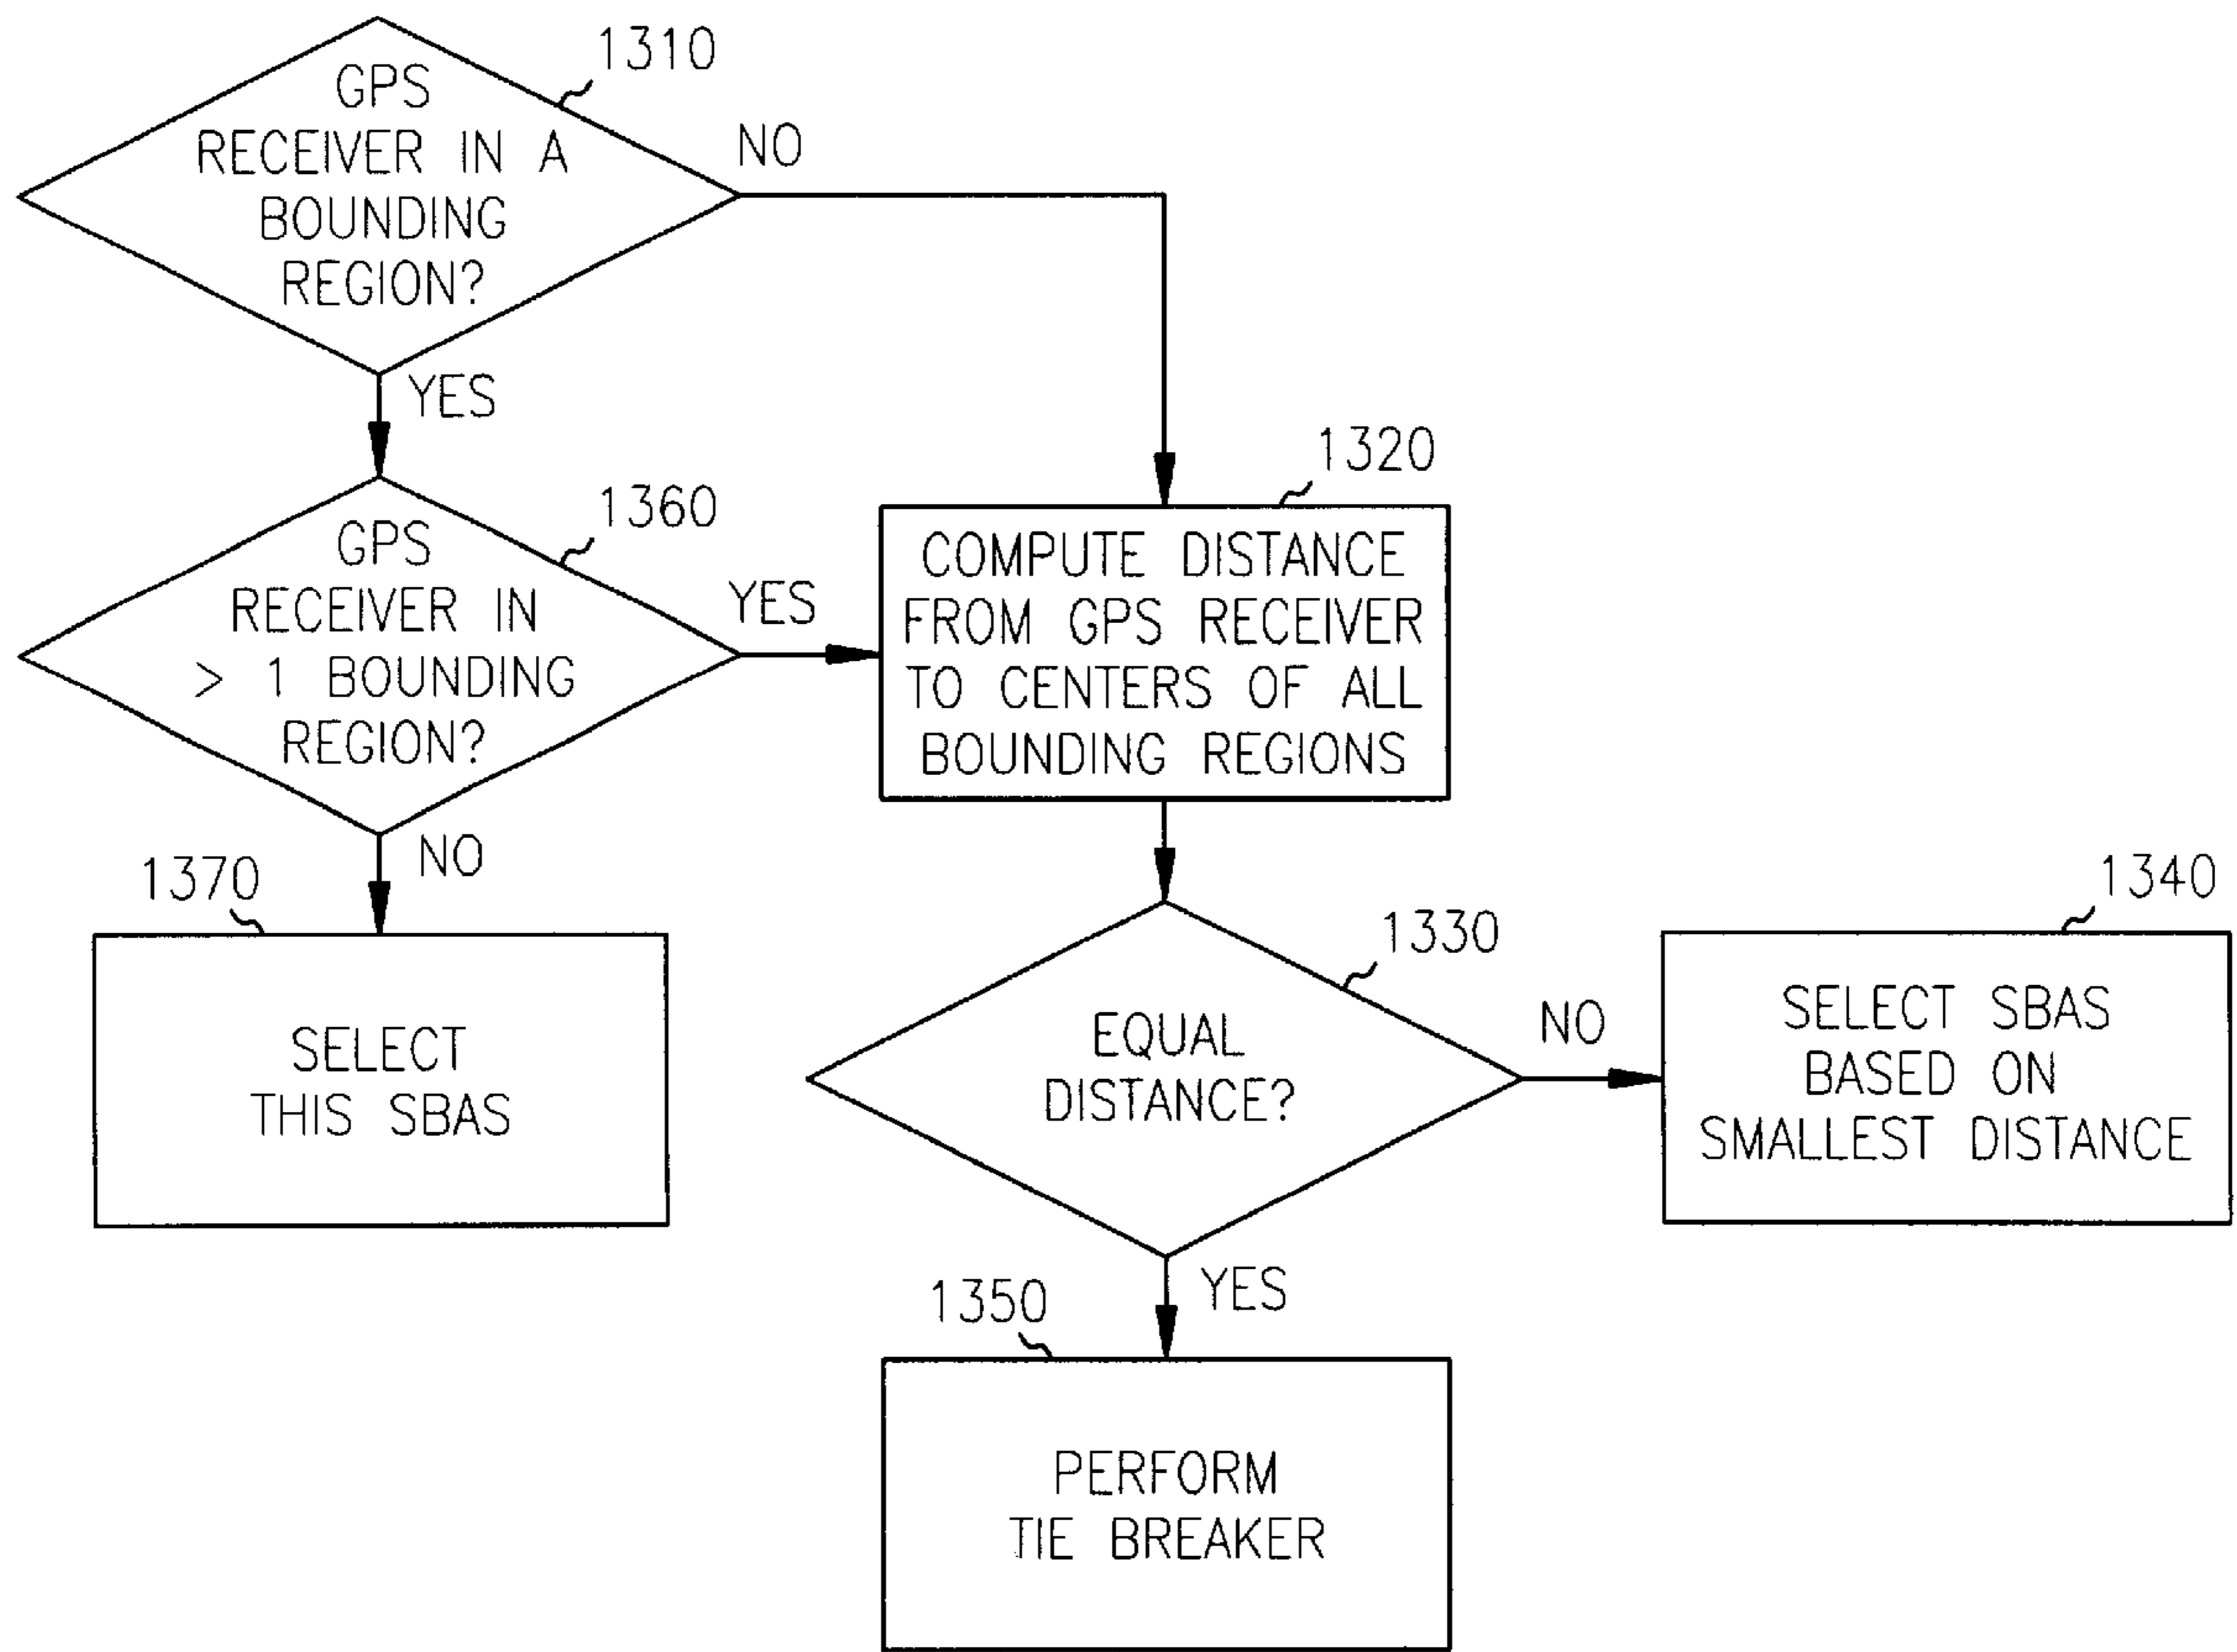 1310
GPS
RECEIVER IN A
BOUNDING
REGION?
NO
YES
1360
GPS
RECEIVER IN
> 1 BOUNDING
REGION?
YES
NO
1320
COMPUTE DISTANCE
FROM GPS RECEIVER
TO CENTERS OF ALL
BOUNDING REGIONS
1370
SELECT
THIS SBAS
1330
EQUAL
DISTANCE?
NO
YES
1340
SELECT SBAS
BASED ON
SMALLEST DISTANCE
1350
PERFORM
TIE BREAKER